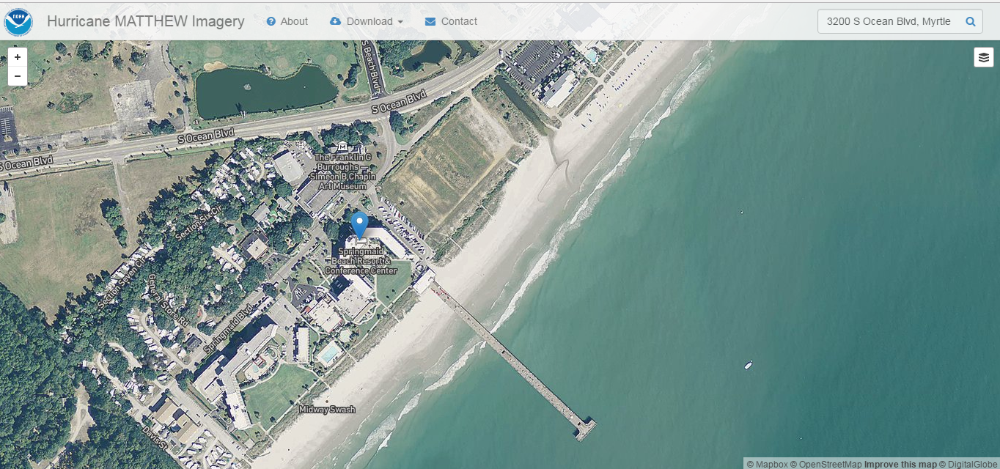 NOAA
Hurricane MATTHEW Imagery
About
Download
Contact
3200 S Ocean Blvd, Myrtle
+
−
S Beach Blvd
S Ocean Blvd
S Ocean Blvd
S Ocean Blvd
The Franklin G
Burroughs –
Simeon B Chapin
Art Museum
Section Six Cir
Springmaid
Beach Resort &
Conference Center
Section Seven Cir
General Store Rd
Springmaid Blvd
Midway Swash
Davis St
© Mapbox © OpenStreetMap Improve this map © DigitalGlobe